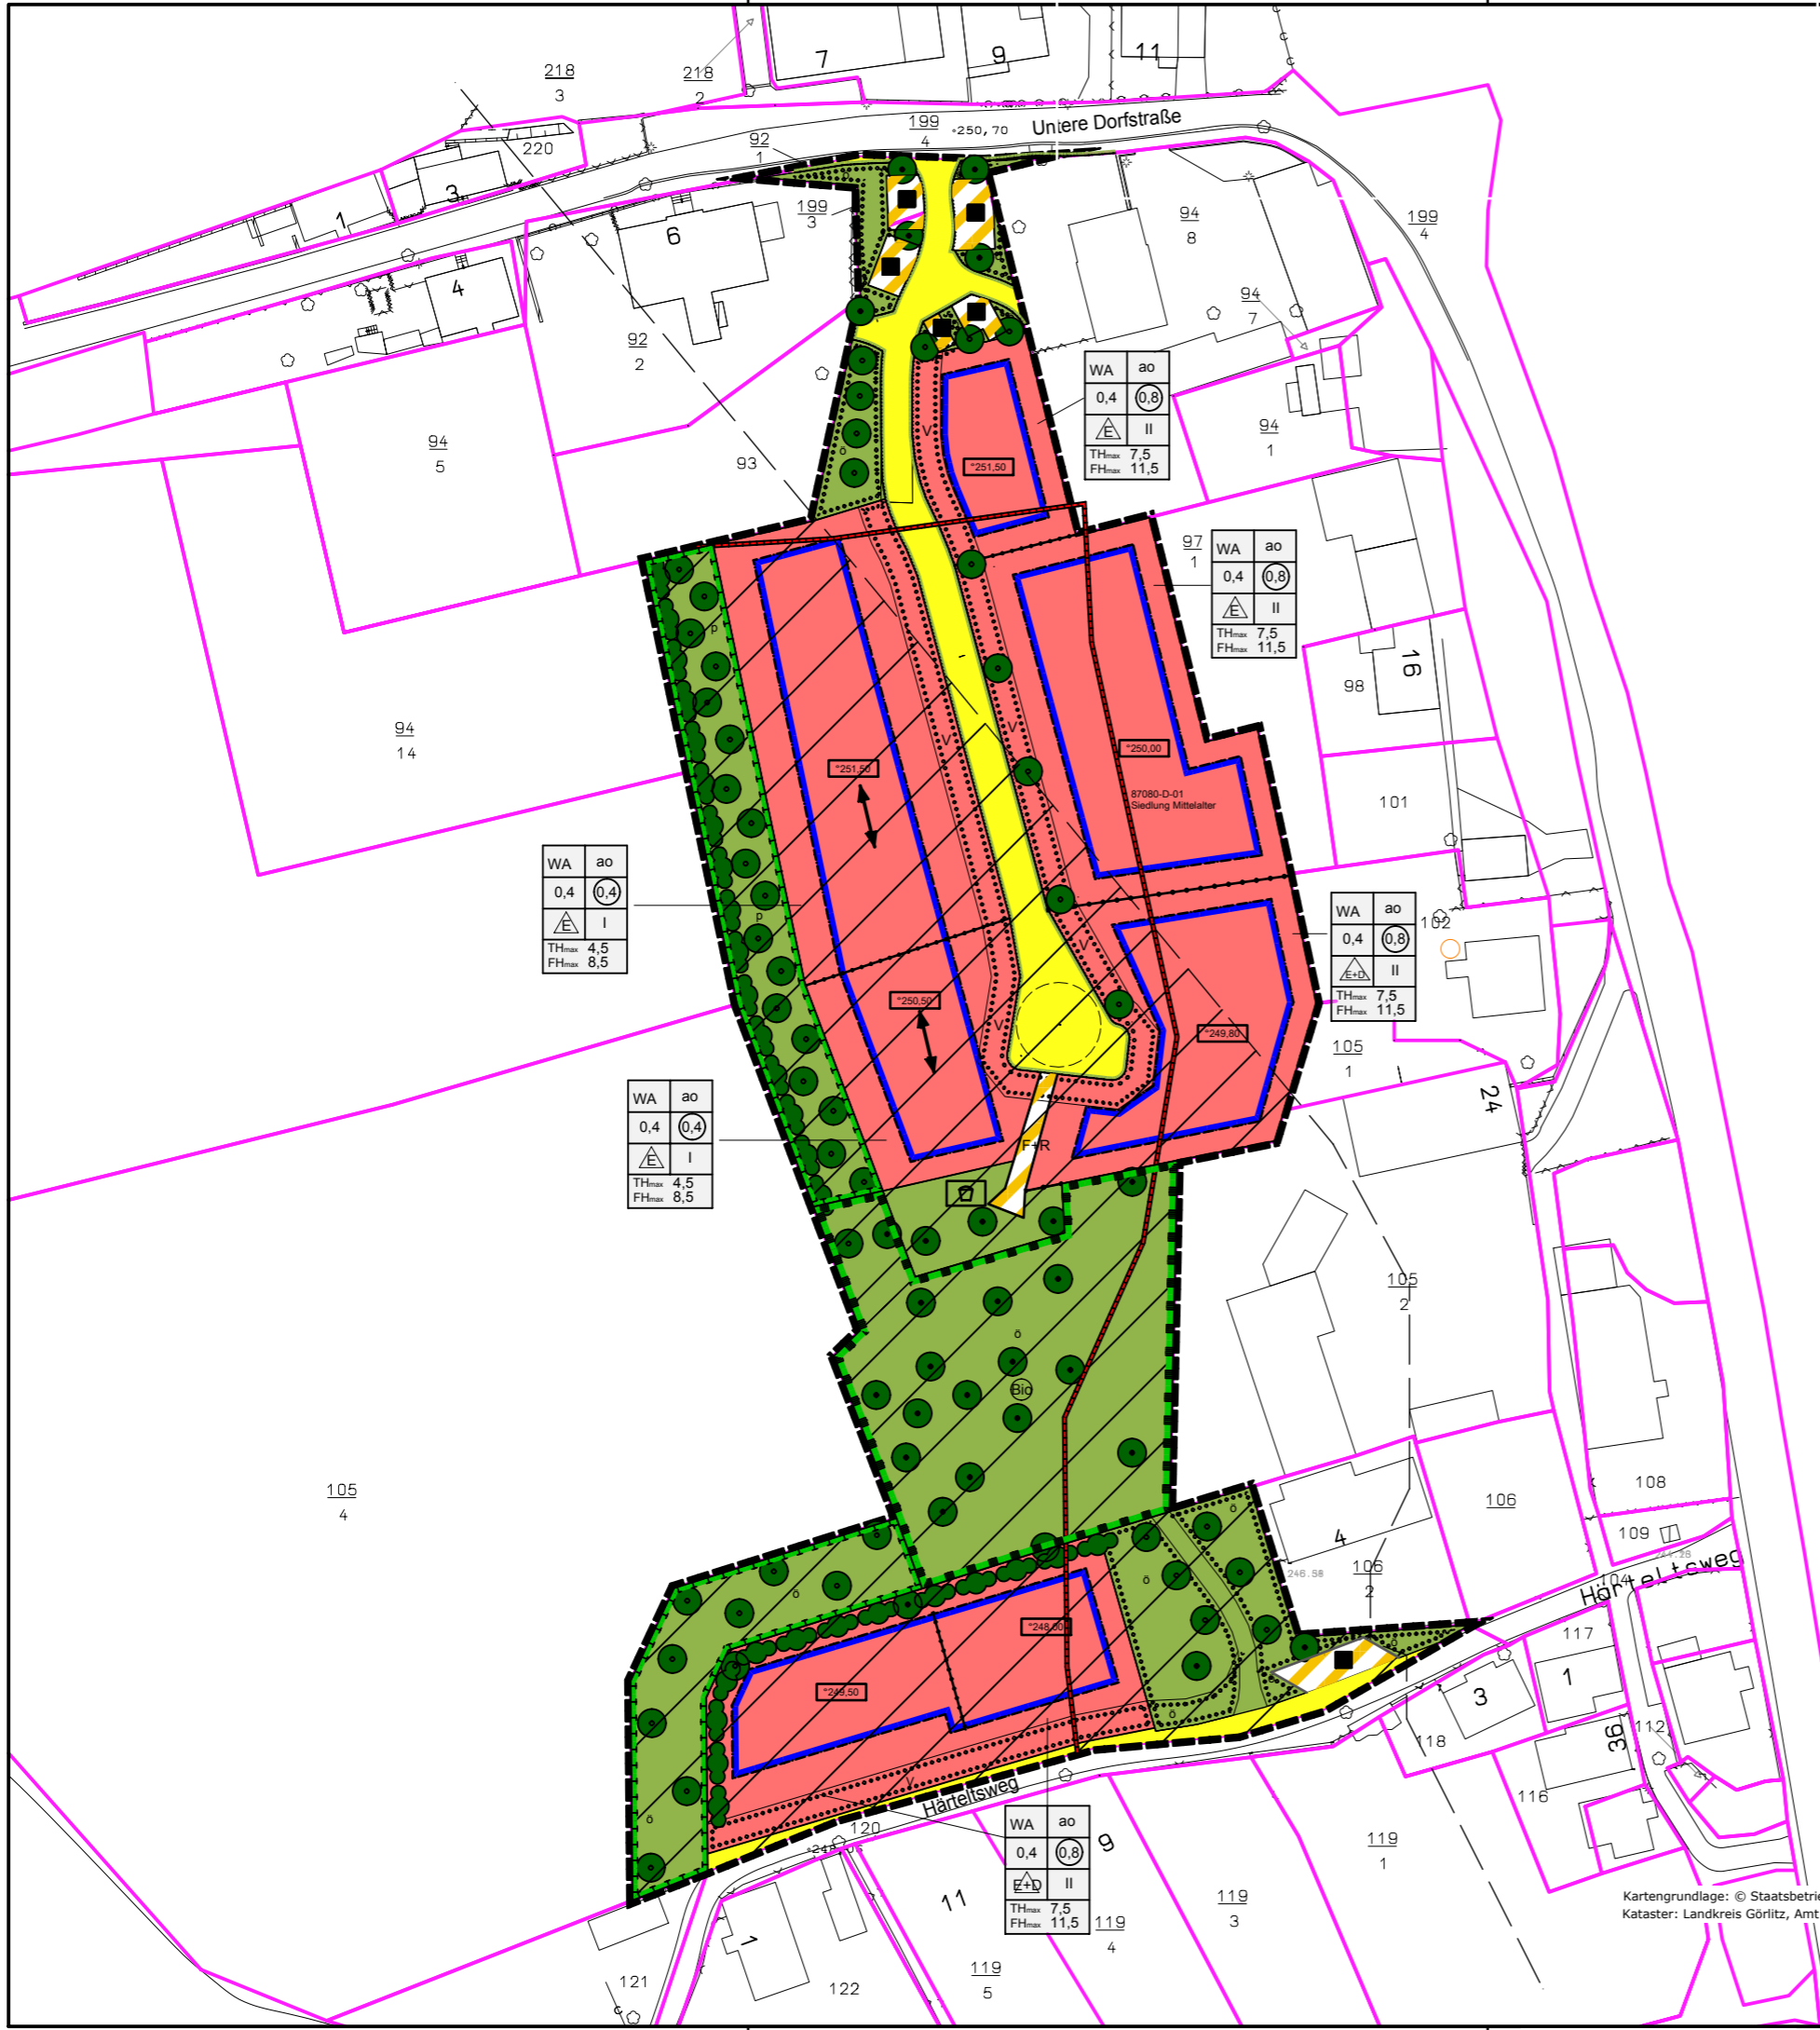 7
9
11
218
3
218
2
199
4
250,70
Untere Dorfstraße
92
1
220
3
1
199
3
6
94
8
199
4
4
94
7
92
2
WA ao
0,4 0,8
E II
THmax 7,5
FHmax 11,5
94
1
94
5
93
ö
V
*251,50
97
1
WA ao
0,4 0,8
E II
THmax 7,5
FHmax 11,5
p
16
98
94
14
V
V
*250,00
*251,50
87080-D-01
Siedlung Mittelalter
101
WA ao
0,4 0,4
E I
THmax 4,5
FHmax 8,5
p
WA ao
0,4 0,8
E+D II
THmax 7,5
FHmax 11,5
102
V
*250,50
V
*249,80
105
1
24
WA ao
0,4 0,4
E I
THmax 4,5
FHmax 8,5
F+R
105
2
ö
Bio
105
4
108
106
ö
109
4
106
2
246.58
104
Härteltsweg
ö
ö
117
*248,00
1
3
*249,50
ö
36
112
118
116
V
Härteltsweg
ö
120
WA ao
0,4 0,8
E+D II
THmax 7,5
FHmax 11,5
9
119
1
11
119
3
119
4
1
119
5
121
122
Kartengrundlage: © Staatsbetrie
Kataster: Landkreis Görlitz, Amt